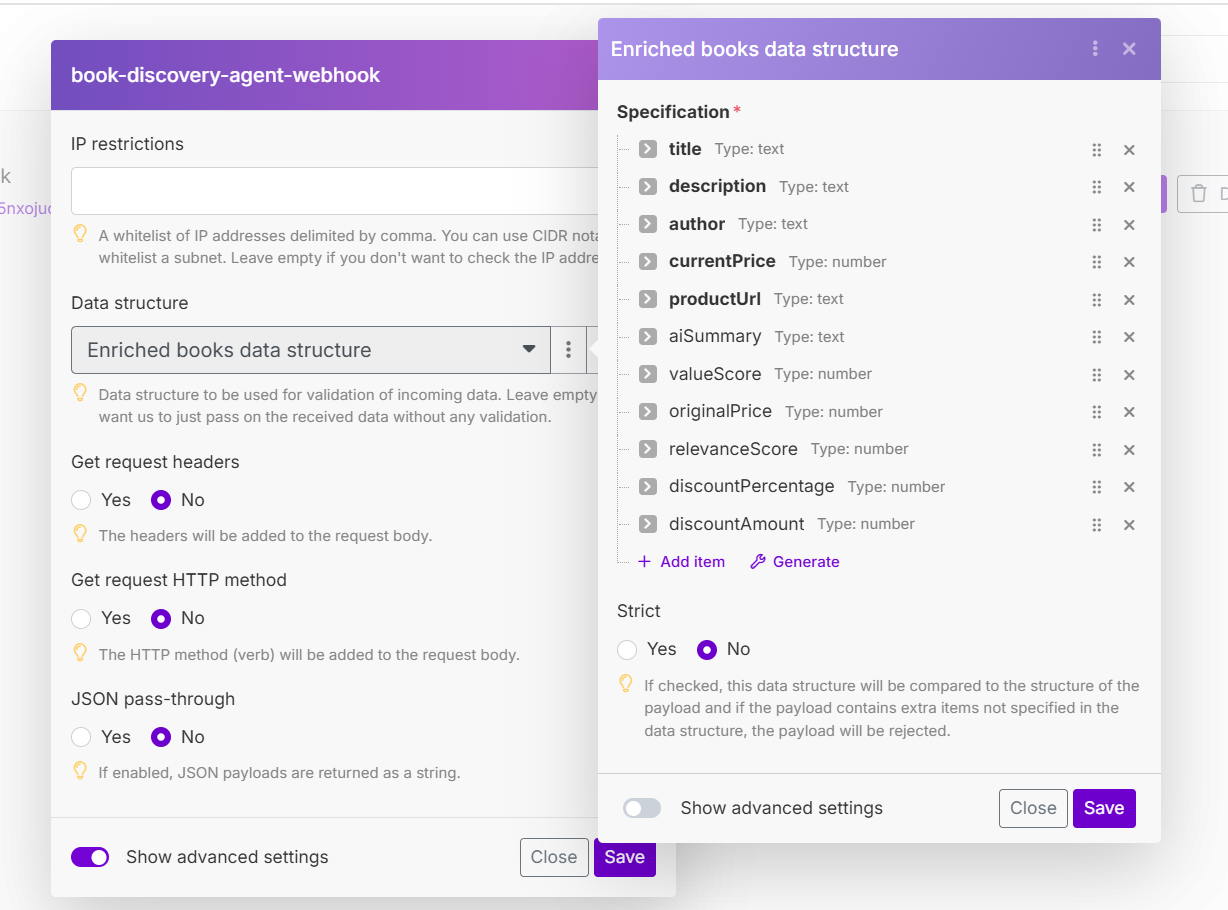 book-discovery-agent-webhook
IP restrictions
A whitelist of IP addresses delimited by comma. You can use CIDR nota
whitelist a subnet. Leave empty if you don't want to check the IP addre
Data structure
Enriched books data structure
Data structure to be used for validation of incoming data. Leave empty
want us to just pass on the received data without any validation.
Get request headers
Yes No
The headers will be added to the request body.
Get request HTTP method
Yes No
The HTTP method (verb) will be added to the request body.
JSON pass-through
Yes No
If enabled, JSON payloads are returned as a string.
Show advanced settings
Close Save
Enriched books data structure
Specification *
title Type: text
description Type: text
author Type: text
currentPrice Type: number
productUrl Type: text
aiSummary Type: text
valueScore Type: number
originalPrice Type: number
relevanceScore Type: number
discountPercentage Type: number
discountAmount Type: number
+ Add item Generate
Strict
Yes No
If checked, this data structure will be compared to the structure of the
payload and if the payload contains extra items not specified in the
data structure, the payload will be rejected.
Show advanced settings
Close Save
k
5nxojuc
D